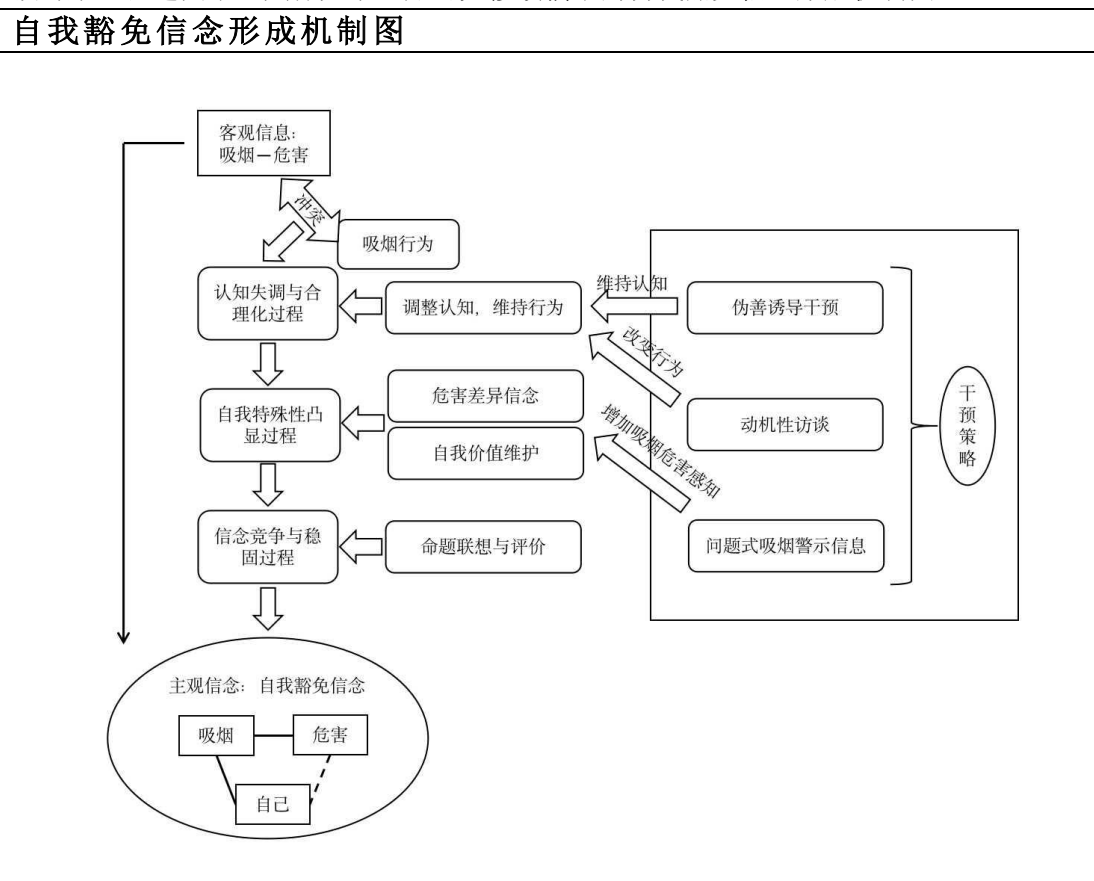 自我豁免信念形成机制图
客观信息：
吸烟—危害
冲突
吸烟行为
认知失调与合
理化过程
调整认知，维持行为
维持认知
伪善诱导干预
改变行为
自我特殊性凸
显过程
危害差异信念
自我价值维护
增加吸烟危害感知
动机性访谈
干
预
策
略
信念竞争与稳
固过程
命题联想与评价
问题式吸烟警示信息
主观信念：自我豁免信念
吸烟
危害
自己